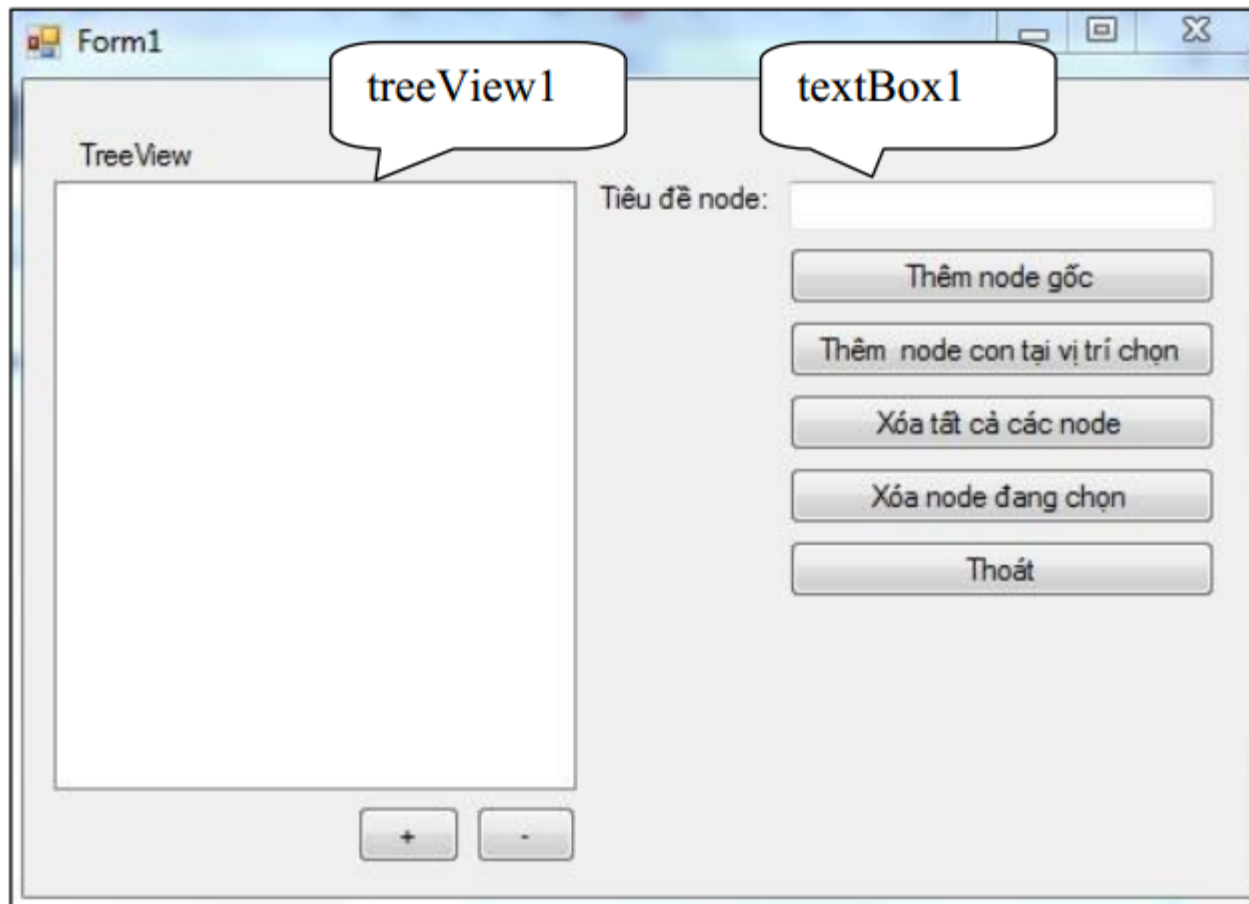 Form1
treeView1
textBox1
TreeView
Tiêu đề node:
Thêm node gốc
Thêm node con tại vị trí chọn
Xóa tất cả các node
Xóa node đang chọn
Thoát
+
-